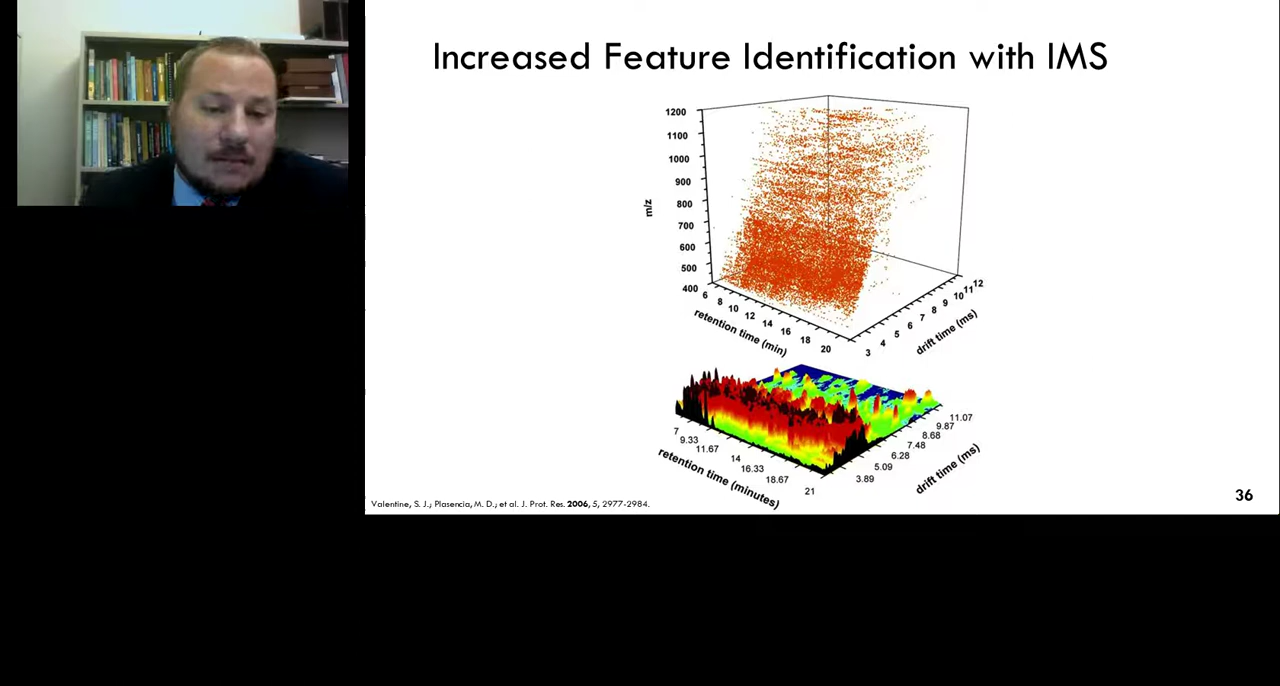 Increased Feature Identification with IMS
1200
1100
1000
900
800
700
600
500
400
m/z
6 8 10 12 14 16 18 20
retention time (min)
3 4 5 6 7 8 9 10 11 12
drift time (ms)
7 9.33 11.67 14 16.33 18.67 21
retention time (minutes)
3.89 5.09 6.28 7.48 8.68 9.87 11.07
drift time (ms)
Valentine, S. J.; Plasencia, M. D.; et al. J. Prot. Res. 2006, 5, 2977-2984.
36